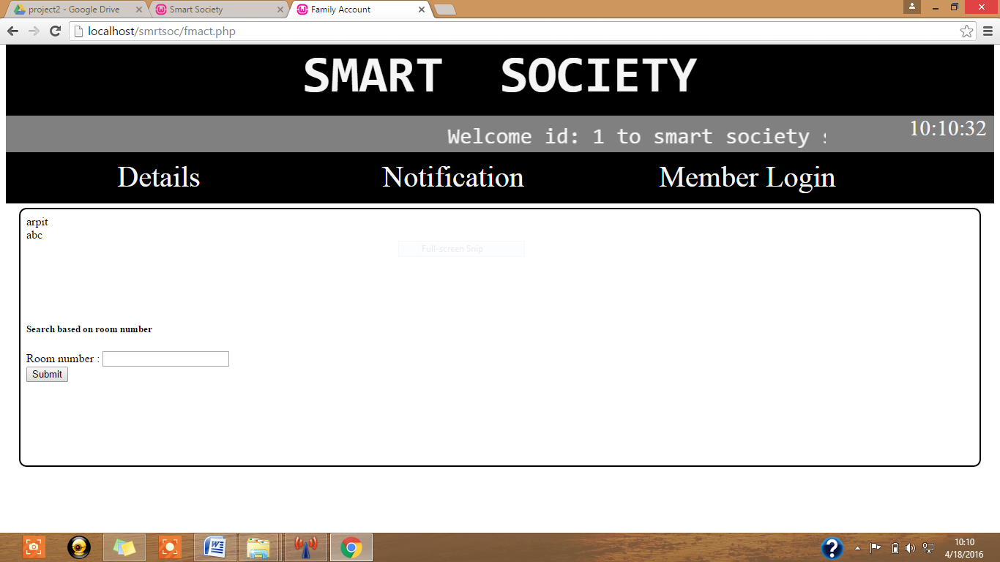 project2 - Google Drive
Smart Society
Family Account
localhost/smrtsoc/fmact.php
SMART SOCIETY
Welcome id: 1 to smart society
10:10:32
Details
Notification
Member Login
arpit
abc
Full-screen Snip
Search based on room number
Room number :
Submit
10:10
4/18/2016